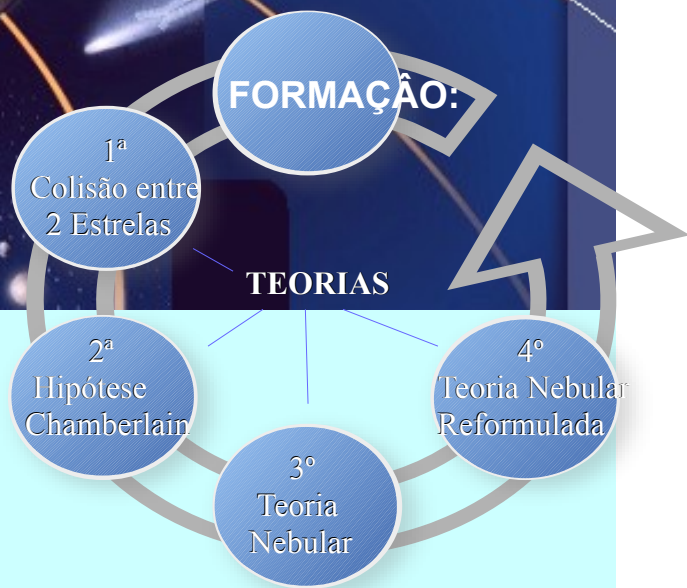 FORMAÇÂO:
1ª
Colisão entre
2 Estrelas
TEORIAS
2ª
Hipótese
Chamberlain
3º
Teoria
Nebular
4º
Teoria Nebular
Reformulada